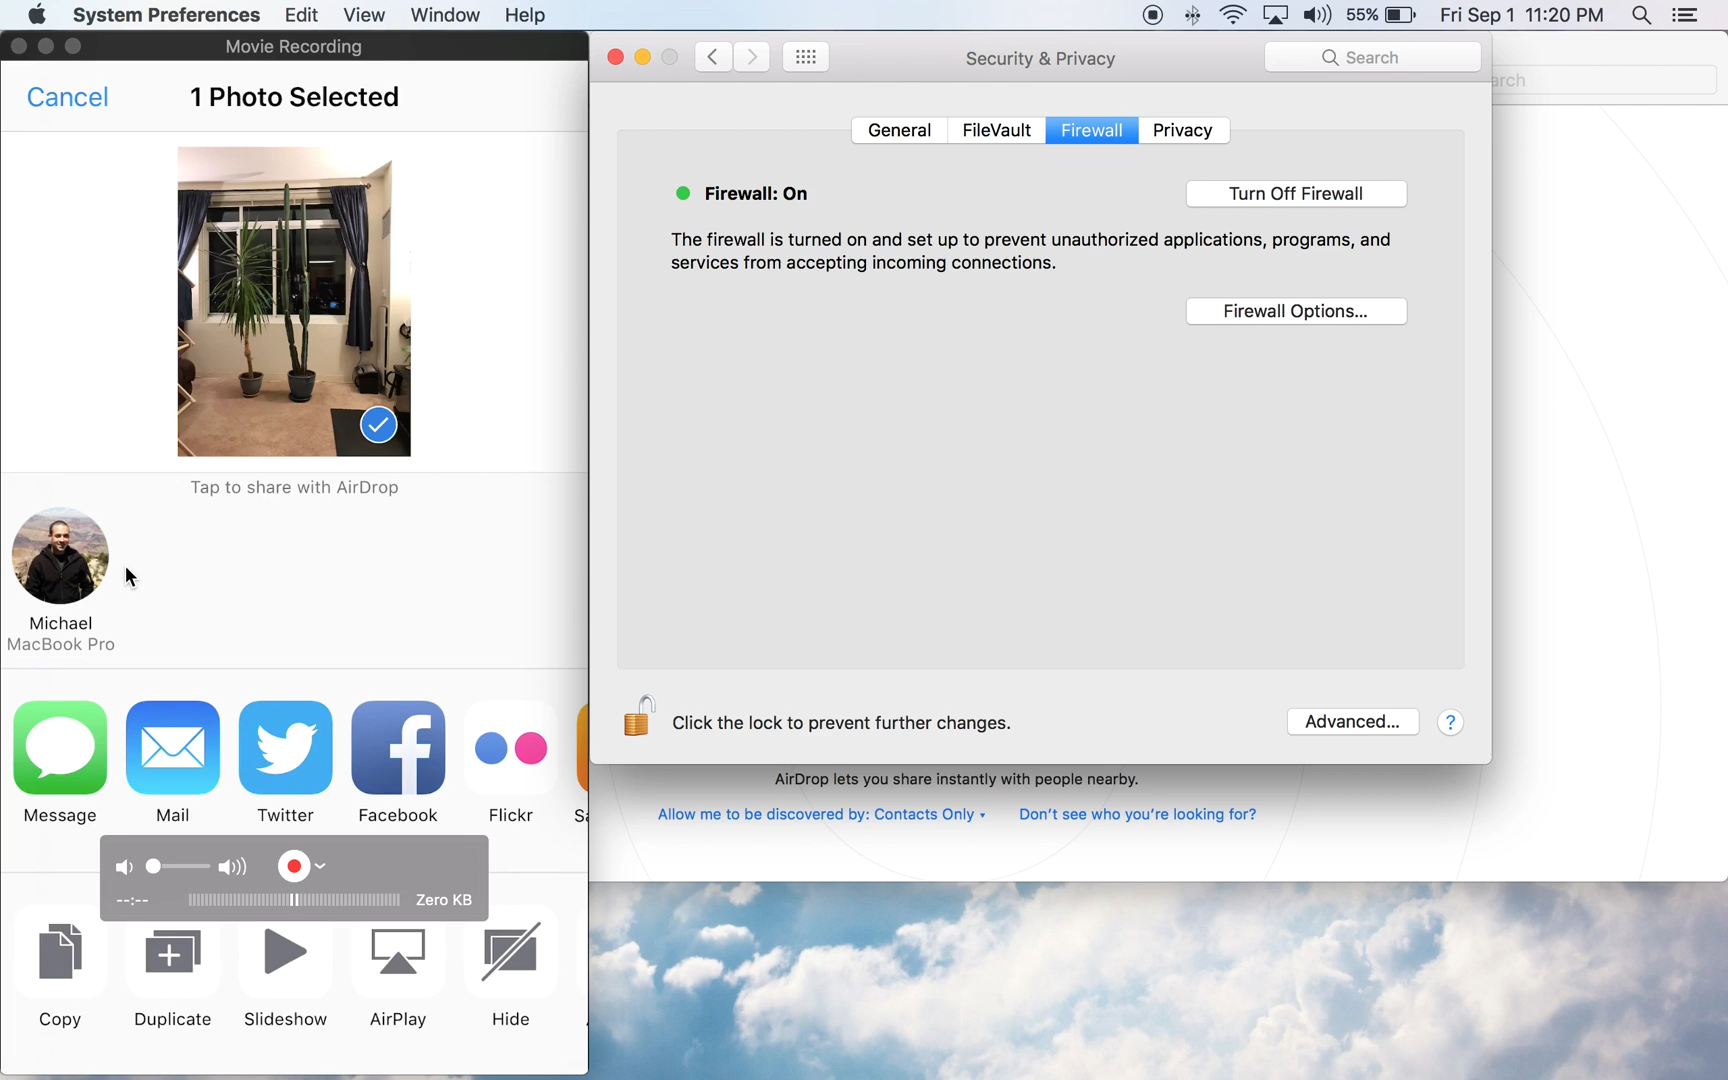 System Preferences Edit View Window Help 55% Fri Sep 1 11:20 PM
Movie Recording
Cancel 1 Photo Selected
Tap to share with AirDrop
Michael
MacBook Pro
Message Mail Twitter Facebook Flickr Sa
--:-- Zero KB
Copy Duplicate Slideshow AirPlay Hide
Security & Privacy Search
arch
General FileVault Firewall Privacy
Firewall: On Turn Off Firewall
The firewall is turned on and set up to prevent unauthorized applications, programs, and
services from accepting incoming connections.
Firewall Options...
Click the lock to prevent further changes. Advanced... ?
AirDrop lets you share instantly with people nearby.
Allow me to be discovered by: Contacts Only Don't see who you're looking for?